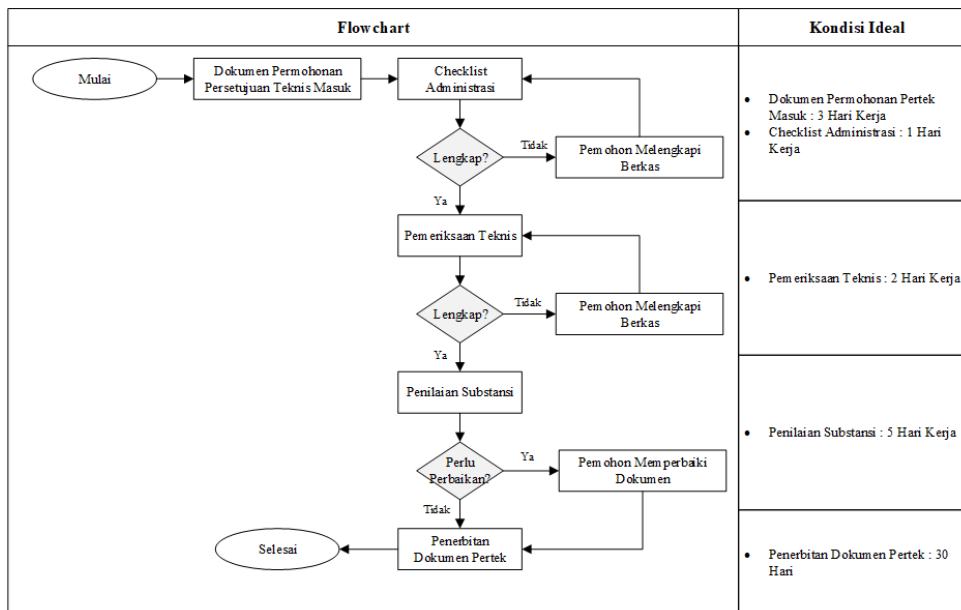 Flowchart
Kondisi Ideal
Mulai
Dokumen Permohonan
Persetujuan Teknis Masuk
Checklist
Administrasi
Lengkap?
Tidak
Pemohon Melengkapi
Berkas
Ya
• Dokumen Permohonan Pertek
Masuk : 3 Hari Kerja
• Checklist Administrasi : 1 Hari
Kerja
Pemeriksaan Teknis
Lengkap?
Tidak
Pemohon Melengkapi
Berkas
Ya
• Pemeriksaan Teknis : 2 Hari Kerja
Penilaian Substansi
Perlu
Perbaikan?
Ya
Pemohon Memperbaiki
Dokumen
Tidak
• Penilaian Substansi : 5 Hari Kerja
Penerbitan
Dokumen Pertek
Selesai
• Penerbitan Dokumen Pertek : 30
Hari